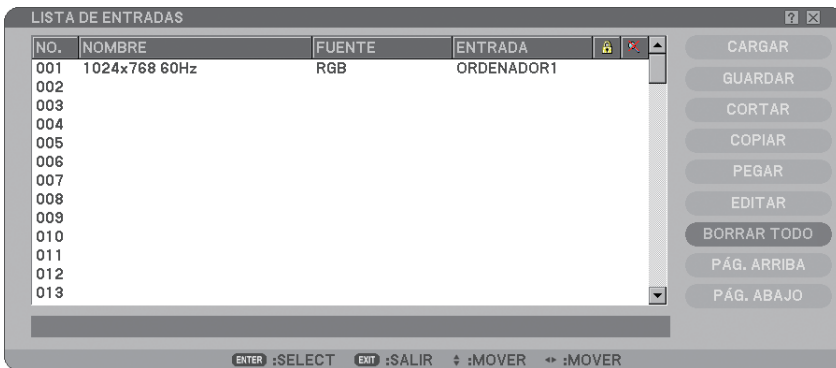 LISTA DE ENTRADAS
NO. NOMBRE FUENTE ENTRADA
001 1024x768 60Hz RGB ORDENADOR1
002
003
004
005
006
007
008
009
010
011
012
013
CARGAR
GUARDAR
CORTAR
COPIAR
PEGAR
EDITAR
BORRAR TODO
PÁG. ARRIBA
PÁG. ABAJO
ENTER :SELECT EXIT :SALIR :MOVER :MOVER